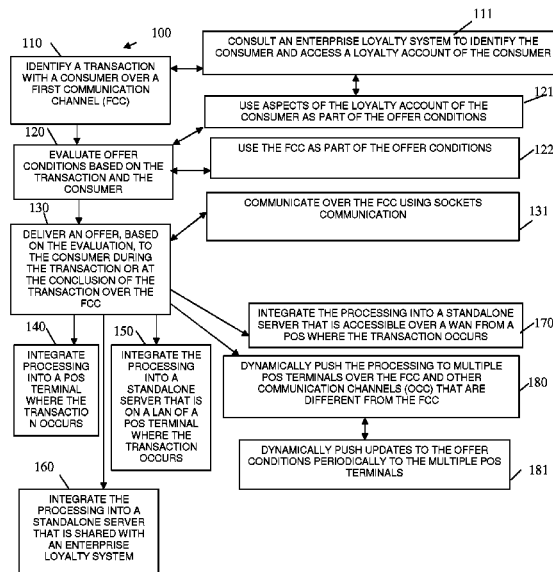 100
110
IDENTIFY A TRANSACTION
WITH A CONSUMER OVER A
FIRST COMMUNICATION
CHANNEL (FCC)
111
CONSULT AN ENTERPRISE LOYALTY SYSTEM TO IDENTIFY THE
CONSUMER AND ACCESS A LOYALTY ACCOUNT OF THE CONSUMER
121
USE ASPECTS OF THE LOYALTY ACCOUNT OF THE
CONSUMER AS PART OF THE OFFER CONDITIONS
120
EVALUATE OFFER
CONDITIONS BASED ON THE
TRANSACTION AND THE
CONSUMER
122
USE THE FCC AS PART OF THE OFFER CONDITIONS
130
DELIVER AN OFFER, BASED
ON THE EVALUATION, TO
THE CONSUMER DURING
THE TRANSACTION OR AT
THE CONCLUSION OF THE
TRANSACTION OVER THE
FCC
COMMUNICATE OVER THE FCC USING SOCKETS
COMMUNICATION
131
140
INTEGRATE
PROCESSING
INTO A POS
TERMINAL
WHERE THE
TRANSACTIO
N OCCURS
150
INTEGRATE THE
PROCESSING
INTO A
STANDALONE
SERVER THAT IS
ON A LAN OF A
POS TERMINAL
WHERE THE
TRANSACTION
OCCURS
INTEGRATE THE PROCESSING INTO A STANDALONE
SERVER THAT IS ACCESSIBLE OVER A WAN FROM A
POS WHERE THE TRANSACTION OCCURS
170
DYNAMICALLY PUSH THE PROCESSING TO MULTIPLE
POS TERMINALS OVER THE FCC AND OTHER
COMMUNICATION CHANNELS (OCC) THAT ARE
DIFFERENT FROM THE FCC
180
DYNAMICALLY PUSH UPDATES TO THE OFFER
CONDITIONS PERIODICALLY TO THE MULTIPLE POS
TERMINALS
181
160
INTEGRATE THE
PROCESSING INTO A
STANDALONE SERVER
THAT IS SHARED WITH
AN ENTERPRISE
LOYALTY SYSTEM